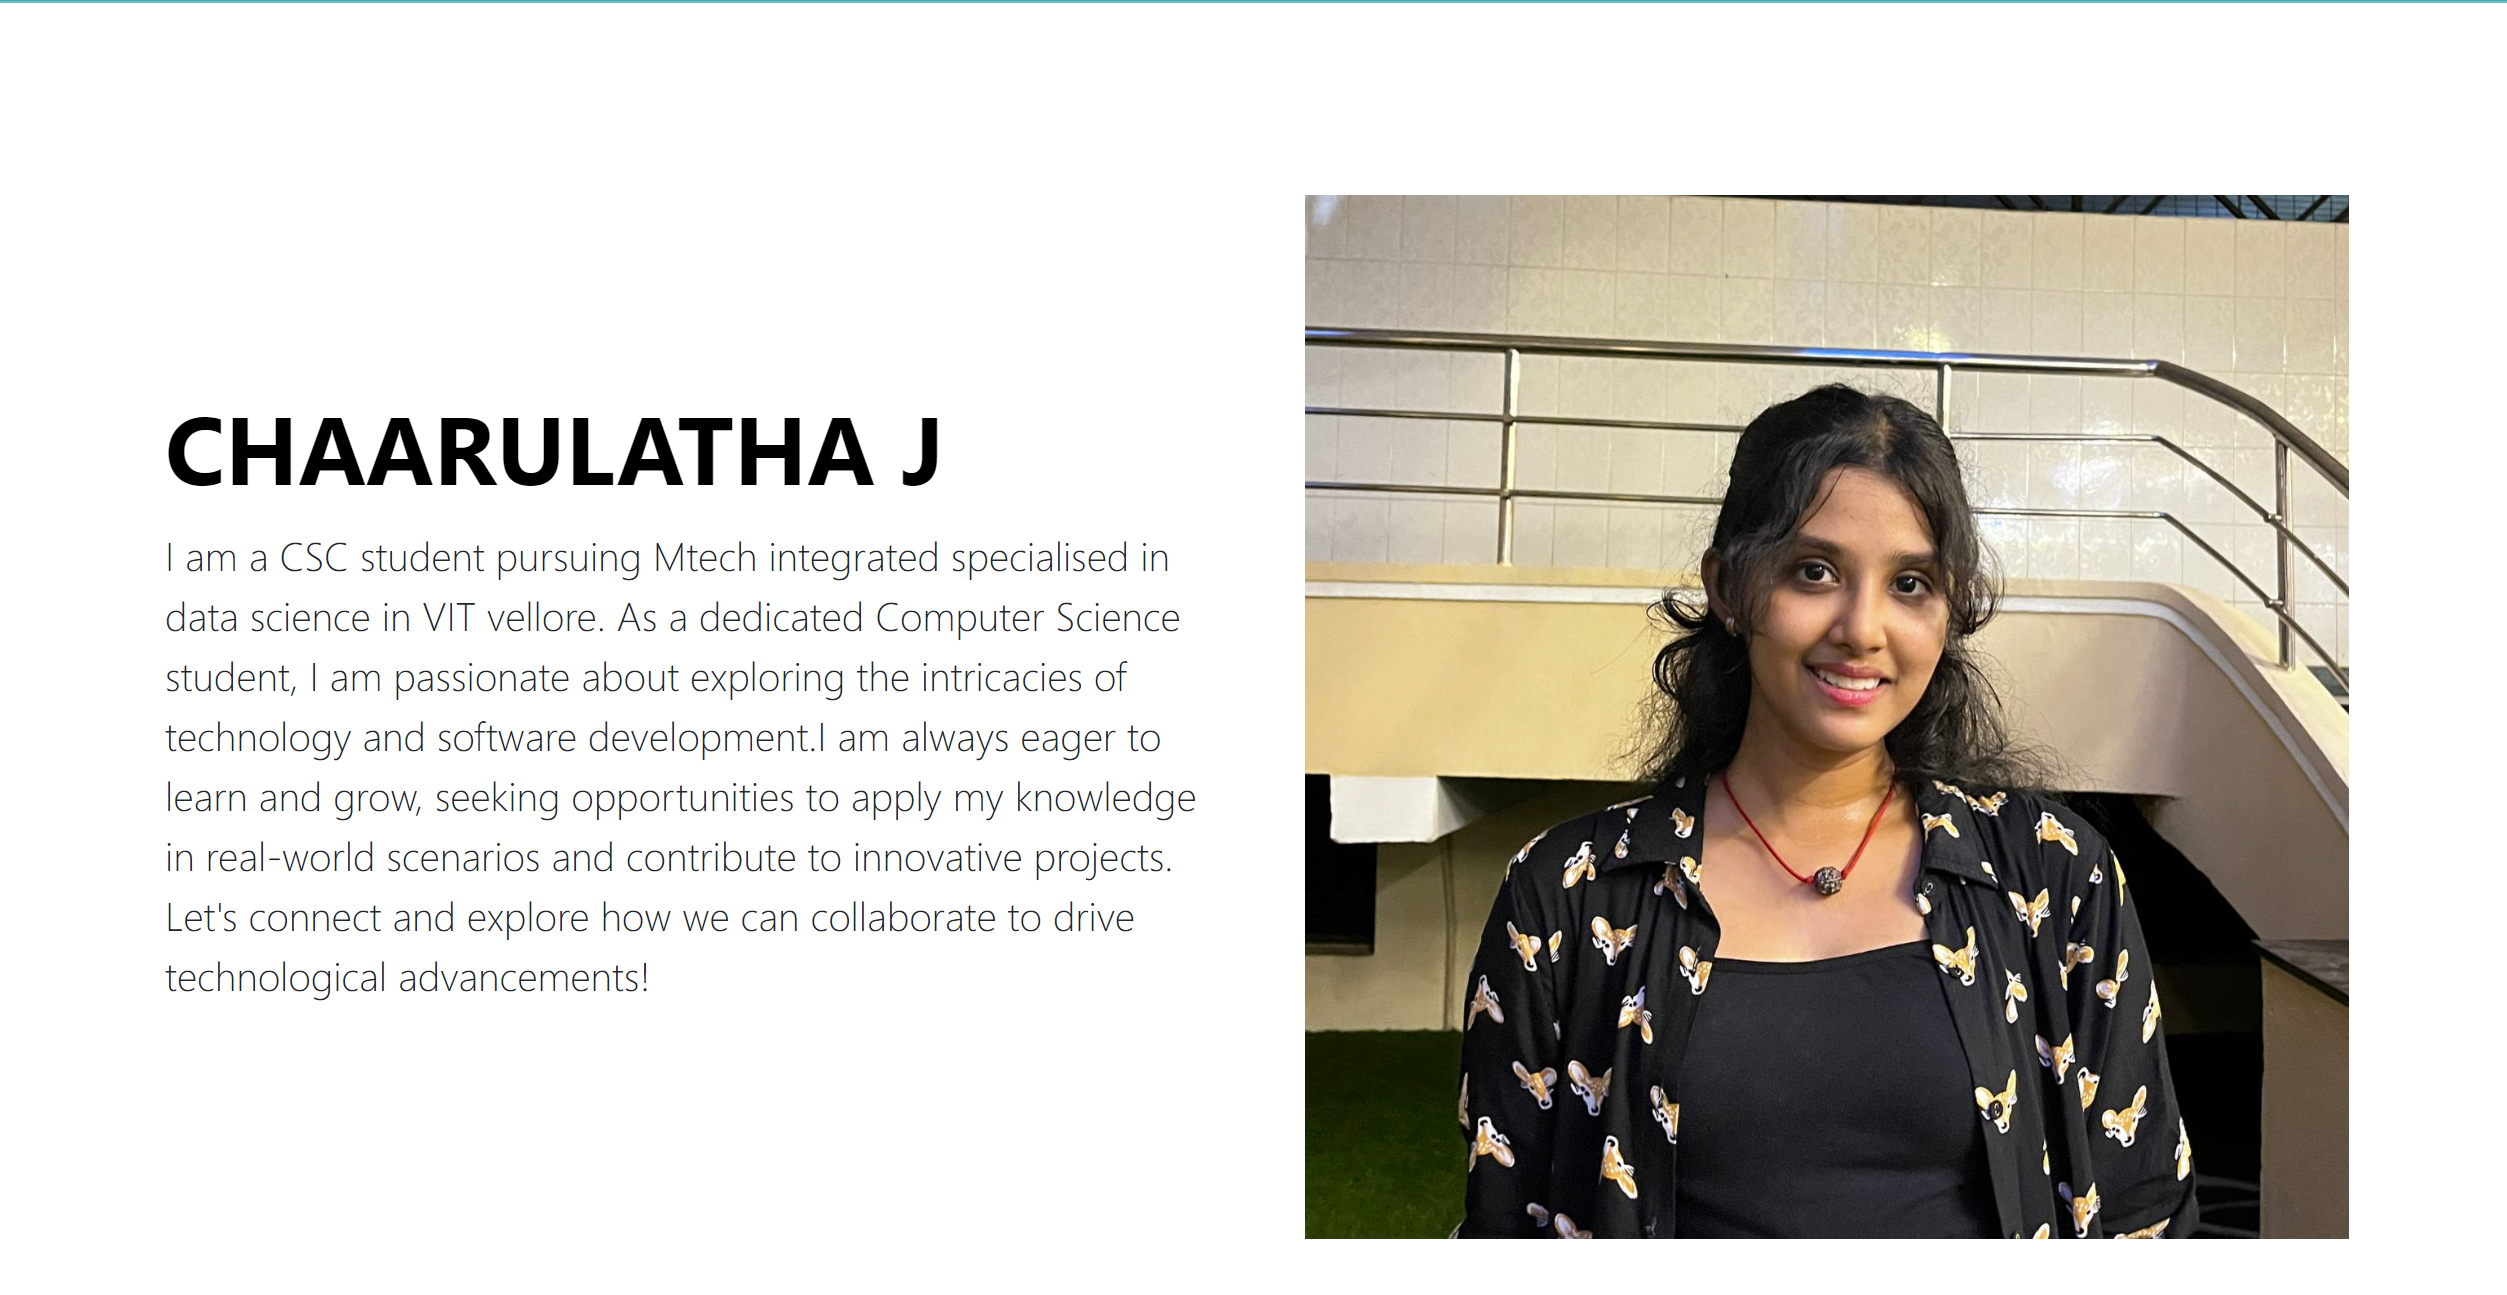 CHAARULATHA J
I am a CSC student pursuing Mtech integrated specialised in
data science in VIT vellore. As a dedicated Computer Science
student, I am passionate about exploring the intricacies of
technology and software development.I am always eager to
learn and grow, seeking opportunities to apply my knowledge
in real-world scenarios and contribute to innovative projects.
Let's connect and explore how we can collaborate to drive
technological advancements!